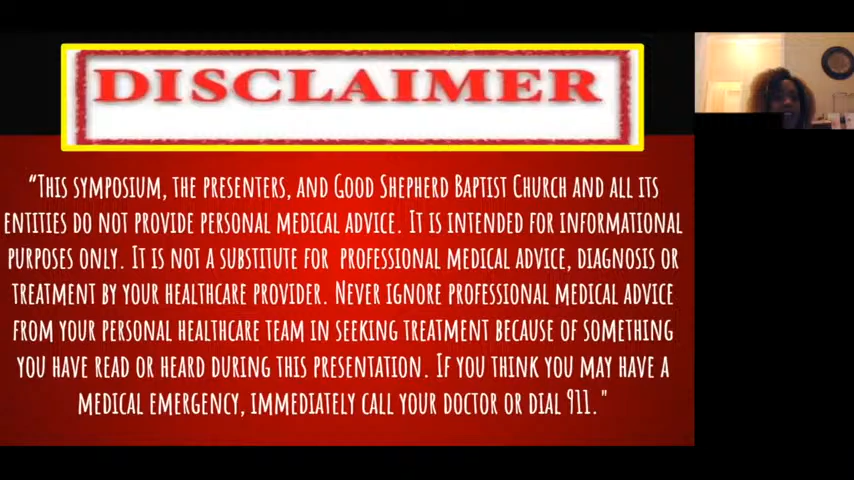 DISCLAIMER
"This symposium, the presenters, and Good Shepherd Baptist Church and all its
entities do not provide personal medical advice. It is intended for informational
purposes only. It is not a substitute for professional medical advice, diagnosis or
treatment by your healthcare provider. Never ignore professional medical advice
from your personal healthcare team in seeking treatment because of something
you have read or heard during this presentation. If you think you may have a
medical emergency, immediately call your doctor or dial 911."